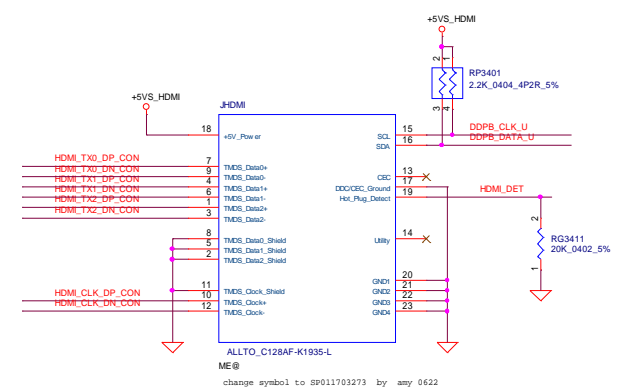 +5VS_HDMI
2 1
RP3401
2.2K_0404_4P2R_5%
3 4
+5VS_HDMI
JHDMI
18 +5V_Power
SCL 15 DDPB_CLK_U
SDA 16 DDPB_DATA_U
HDMI_TX0_DP_CON 7 TMDS_Data0+
HDMI_TX0_DN_CON 9 TMDS_Data0-
HDMI_TX1_DP_CON 4 TMDS_Data1+
HDMI_TX1_DN_CON 6 TMDS_Data1-
HDMI_TX2_DP_CON 1 TMDS_Data2+
HDMI_TX2_DN_CON 3 TMDS_Data2-
CEC 13
DDC/CEC_Ground 17
Hot_Plug_Detect 19 HDMI_DET
8 TMDS_Data0_Shield
5 TMDS_Data1_Shield
2 TMDS_Data2_Shield
Utility 14
2
RG3411
20K_0402_5%
1
11 TMDS_Clock_Shield
HDMI_CLK_DP_CON 10 TMDS_Clock+
HDMI_CLK_DN_CON 12 TMDS_Clock-
GND1 20
GND2 21
GND3 22
GND4 23
ALLTO_C128AF-K1935-L
ME@
change symbol to SP011703273 by amy 0622